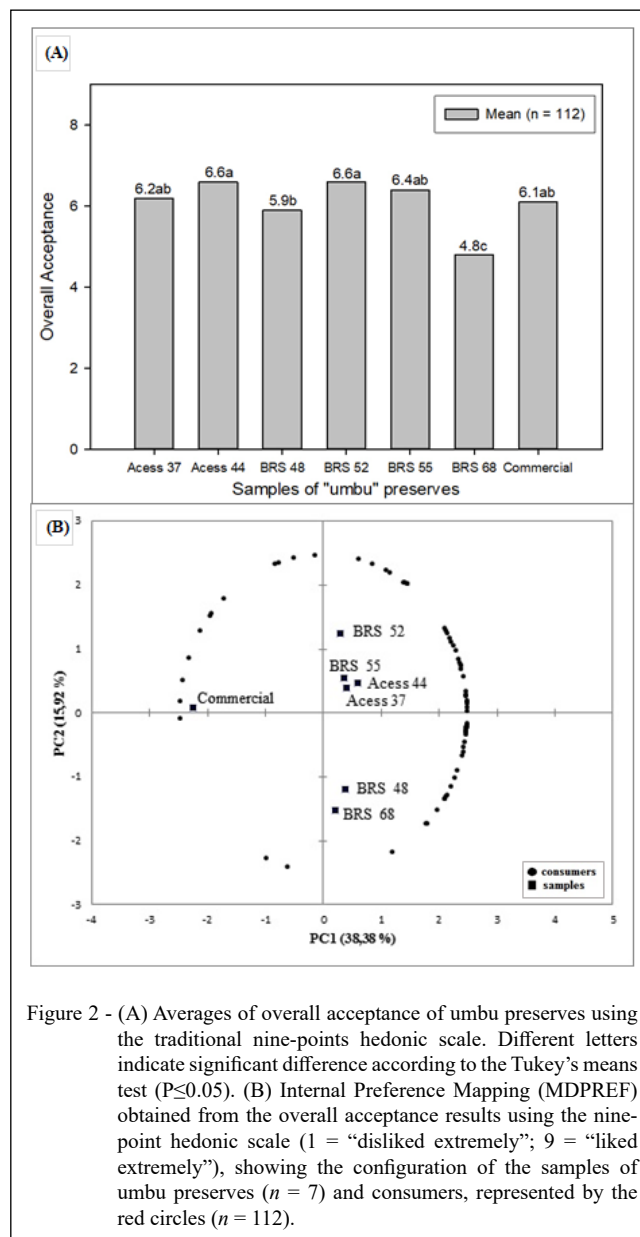 (A)
Mean (n = 112)
8
6
4
2
0
Overall Acceptance
6.2ab
6.6a
5.9b
6.6a
6.4ab
4.8c
6.1ab
Acess 37 Acess 44 BRS 48 BRS 52 BRS 55 BRS 68 Commercial
Samples of "umbu" preserves
(B)
3
2
1
0
-1
-2
-3
PC2 (15,92 %)
BRS 52
BRS 55
Acess 44
Acess 37
Commercial
BRS 48
BRS 68
consumers
samples
-4 -3 -2 -1 0 1 2 3 4 5
PC1 (38,38 %)
Figure 2 - (A) Averages of overall acceptance of umbu preserves using
the traditional nine-points hedonic scale. Different letters
indicate significant difference according to the Tukey's means
test (P≤0.05). (B) Internal Preference Mapping (MDPREF)
obtained from the overall acceptance results using the nine-
point hedonic scale (1 = “disliked extremely”; 9 = “liked
extremely”), showing the configuration of the samples of
umbu preserves (n = 7) and consumers, represented by the
red circles (n = 112).